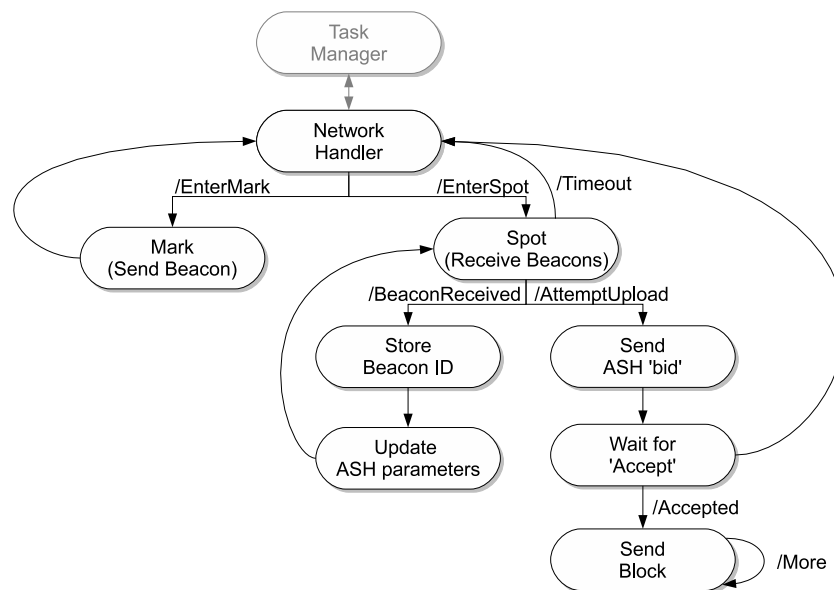 Task
Manager
Network
Handler
/EnterMark
/EnterSpot
/Timeout
Mark
(Send Beacon)
Spot
(Receive Beacons)
/BeaconReceived
/AttemptUpload
Store
Beacon ID
Send
ASH 'bid'
Update
ASH parameters
Wait for
'Accept'
/Accepted
Send
Block
/More